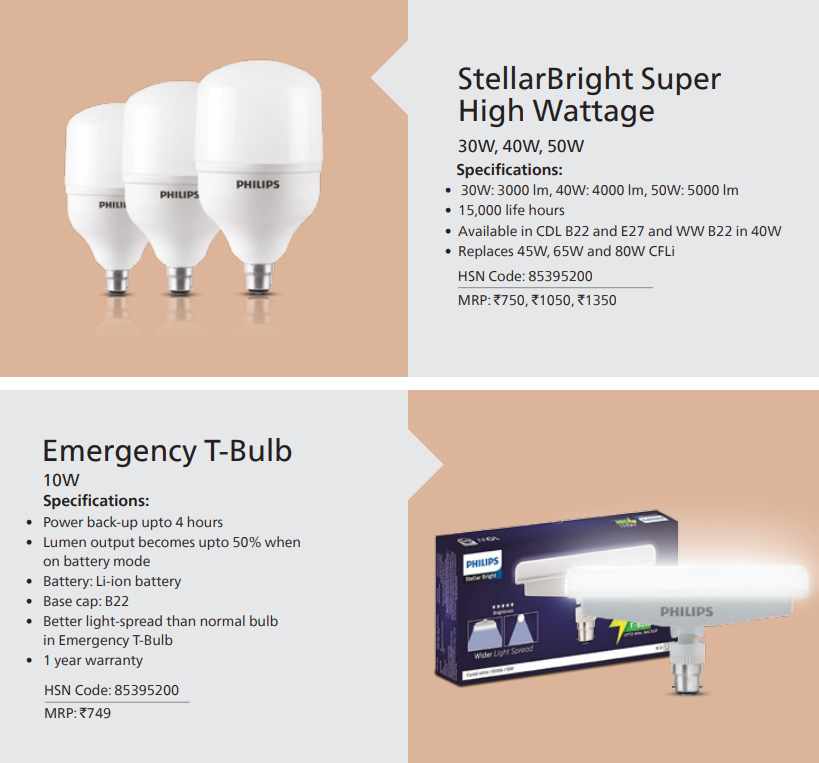 StellarBright Super
High Wattage
30W, 40W, 50W
Specifications:
• 30W: 3000 lm, 40W: 4000 lm, 50W: 5000 lm
• 15,000 life hours
• Available in CDL B22 and E27 and WW B22 in 40W
• Replaces 45W, 65W and 80W CFLi
HSN Code: 85395200
MRP: ₹750, ₹1050, ₹1350
PHILI
PHILIPS
PHILIPS
Emergency T-Bulb
10W
Specifications:
• Power back-up upto 4 hours
• Lumen output becomes upto 50% when
on battery mode
• Battery: Li-ion battery
• Base cap: B22
• Better light-spread than normal bulb
in Emergency T-Bulb
• 1 year warranty
HSN Code: 85395200
MRP: ₹749
PHILIPS
Stellar Bright
Brightness
Wider Light Spread
PHILIPS